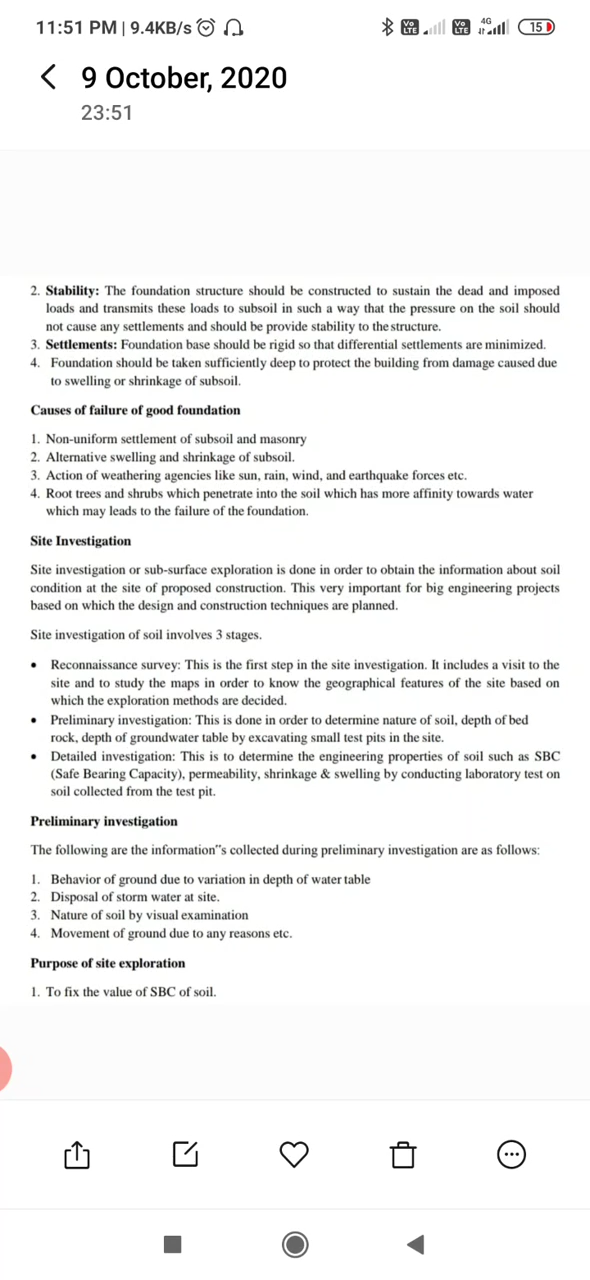 11:51 PM | 9.4KB/s
Vo LTE Vo LTE 4G 15
9 October, 2020
23:51
2. Stability: The foundation structure should be constructed to sustain the dead and imposed
loads and transmits these loads to subsoil in such a way that the pressure on the soil should
not cause any settlements and should be provide stability to the structure.
3. Settlements: Foundation base should be rigid so that differential settlements are minimized.
4. Foundation should be taken sufficiently deep to protect the building from damage caused due
to swelling or shrinkage of subsoil.
Causes of failure of good foundation
1. Non-uniform settlement of subsoil and masonry
2. Alternative swelling and shrinkage of subsoil.
3. Action of weathering agencies like sun, rain, wind, and earthquake forces etc.
4. Root trees and shrubs which penetrate into the soil which has more affinity towards water
which may leads to the failure of the foundation.
Site Investigation
Site investigation or sub-surface exploration is done in order to obtain the information about soil
condition at the site of proposed construction. This very important for big engineering projects
based on which the design and construction techniques are planned.
Site investigation of soil involves 3 stages.
• Reconnaissance survey: This is the first step in the site investigation. It includes a visit to the
site and to study the maps in order to know the geographical features of the site based on
which the exploration methods are decided.
• Preliminary investigation: This is done in order to determine nature of soil, depth of bed
rock, depth of groundwater table by excavating small test pits in the site.
• Detailed investigation: This is to determine the engineering properties of soil such as SBC
(Safe Bearing Capacity), permeability, shrinkage & swelling by conducting laboratory test on
soil collected from the test pit.
Preliminary investigation
The following are the information"s collected during preliminary investigation are as follows:
1. Behavior of ground due to variation in depth of water table
2. Disposal of storm water at site.
3. Nature of soil by visual examination
4. Movement of ground due to any reasons etc.
Purpose of site exploration
1. To fix the value of SBC of soil.